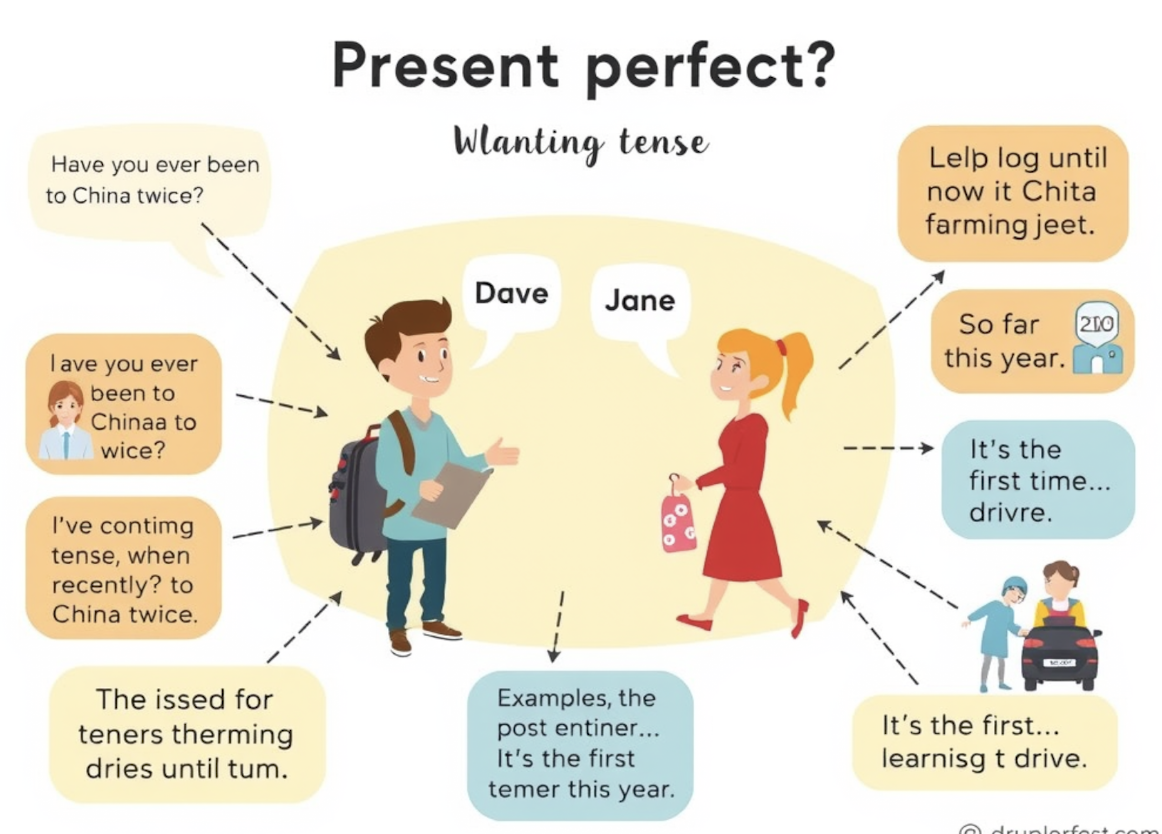 Present perfect?
Wlanting tense
Have you ever been
to China twice?
Dave
Jane
Lelp log until
now it Chita
farming jeet.
So far
this year.
210
I ave you ever
been to
Chinaa to
wice?
It's the
first time...
drivre.
I've contimg
tense, when
recently? to
China twice.
The issed for
teners therming
dries until tum.
Examples, the
post entiner...
It's the first
temer this year.
It's the first...
learnisg t drive.